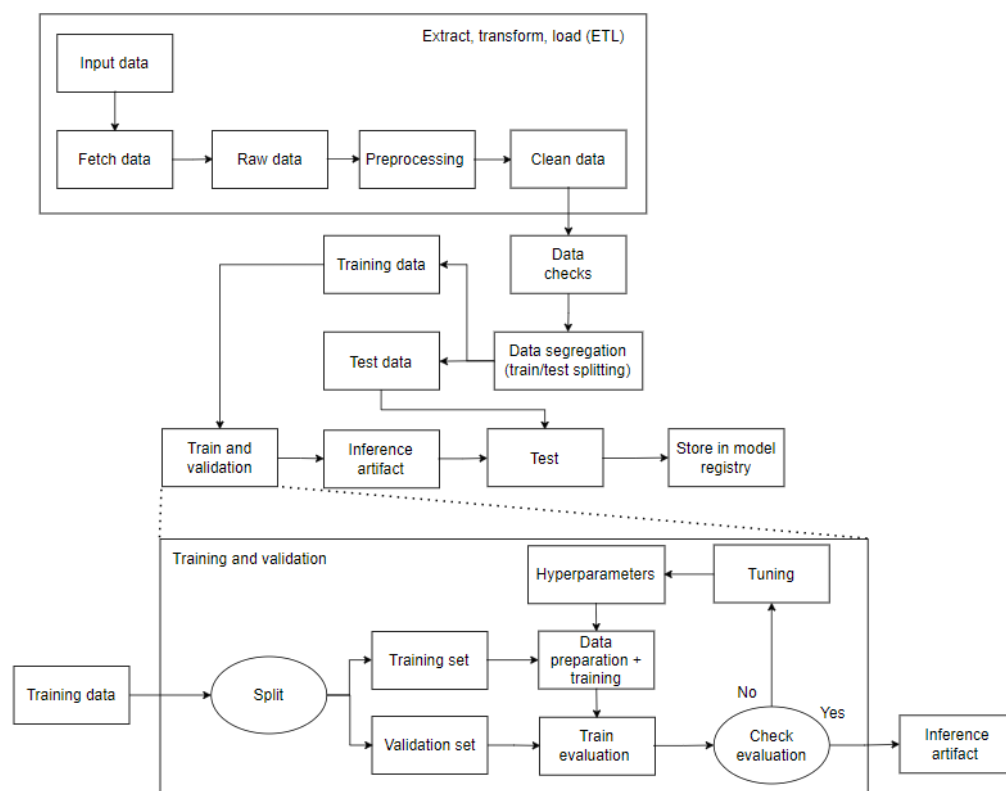 Extract, transform, load (ETL)
Input data
Fetch data
Raw data
Preprocessing
Clean data
Data
checks
Training data
Data segregation
(train/test splitting)
Test data
Train and
validation
Inference
artifact
Test
Store in model
registry
Training and validation
Hyperparameters
Tuning
Training data
Split
Training set
Data
preparation +
training
No
Yes
Validation set
Train
evaluation
Check
evaluation
Inference
artifact